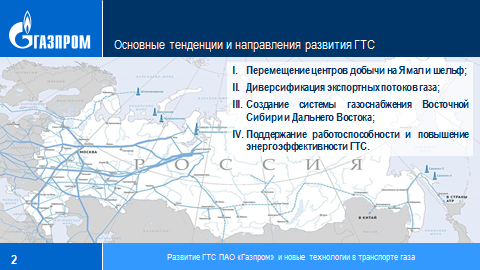 ГАЗПРОМ
Основные тенденции и направления развития ГТС
I. Перемещение центров добычи на Ямал и шельф;
II. Диверсификация экспортных потоков газа;
III. Создание системы газоснабжения Восточной
Сибири и Дальнего Востока;
IV. Поддержание работоспособности и повышение
энергоэффективности ГТС.
МОСКВА
РОССИЯ
В СТРАНЫ
АТР
2
Развитие ГТС ПАО «Газпром» и новые технологии в транспорте газа